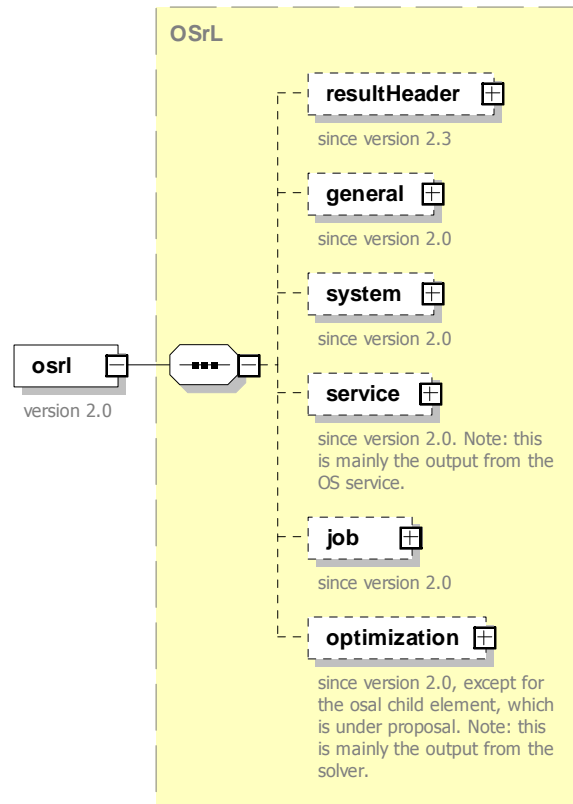 OSrL
resultHeader
since version 2.3
general
since version 2.0
system
since version 2.0
osrl
version 2.0
service
since version 2.0. Note: this
is mainly the output from the
OS service.
job
since version 2.0
optimization
since version 2.0, except for
the osal child element, which
is under proposal. Note: this
is mainly the output from the
solver.